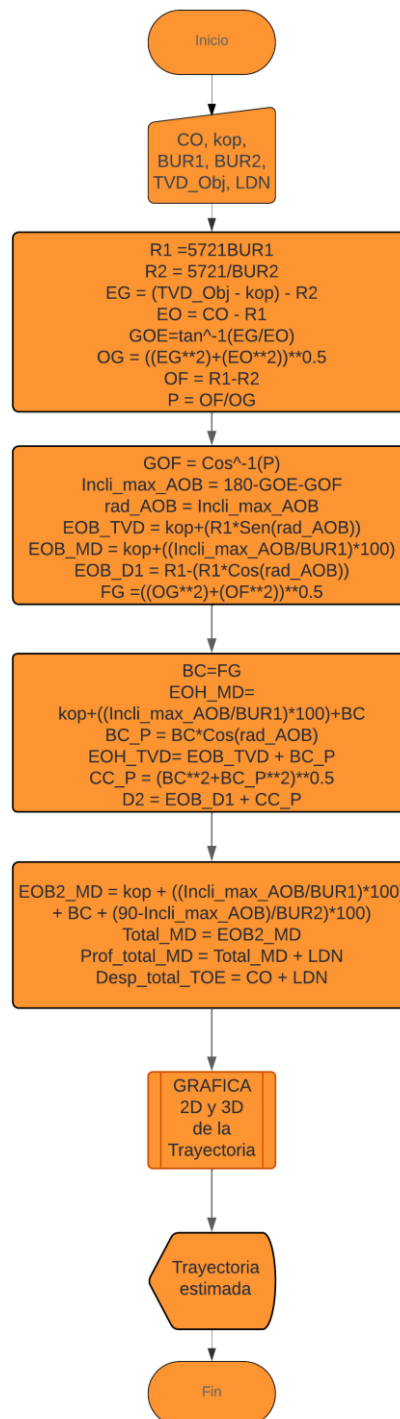 Inicio
CO, kop,
BUR1, BUR2,
TVD_Obj, LDN
R1 =5721BUR1
R2 = 5721/BUR2
EG = (TVD_Obj - kop) - R2
EO = CO - R1
GOE=tan^-1(EG/EO)
OG = ((EG**2)+(EO**2))**0.5
OF = R1-R2
P = OF/OG
GOF = Cos^-1(P)
Incli_max_AOB = 180-GOE-GOF
rad_AOB = Incli_max_AOB
EOB_TVD = kop+(R1*Sen(rad_AOB))
EOB_MD = kop+((Incli_max_AOB/BUR1)*100)
EOB_D1 = R1-(R1*Cos(rad_AOB))
FG =((OG**2)+(OF**2))**0.5
BC=FG
EOH_MD=
kop+((Incli_max_AOB/BUR1)*100)+BC
BC_P = BC*Cos(rad_AOB)
EOH_TVD= EOB_TVD + BC_P
CC_P = (BC**2+BC_P**2)**0.5
D2 = EOB_D1 + CC_P
EOB2_MD = kop + ((Incli_max_AOB/BUR1)*100)
+ BC + (90-Incli_max_AOB)/BUR2)*100)
Total_MD = EOB2_MD
Prof_total_MD = Total_MD + LDN
Desp_total_TOE = CO + LDN
GRAFICA
2D y 3D
de la
Trayectoria
Trayectoria
estimada
Fin